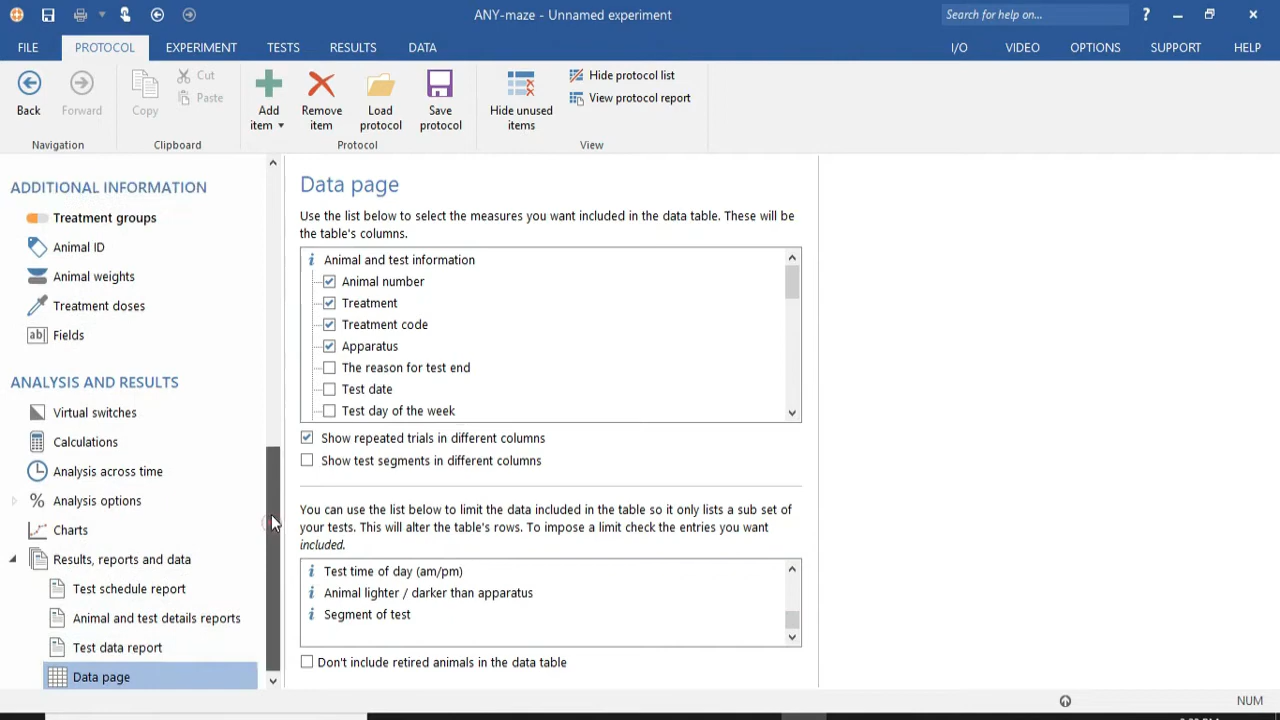 ANY-maze - Unnamed experiment
Search for help on...
?
FILE
PROTOCOL
EXPERIMENT
TESTS
RESULTS
DATA
I/O
VIDEO
OPTIONS
SUPPORT
HELP
Back
Forward
Navigation
Copy
Cut
Paste
Clipboard
Add
item
Remove
item
Load
protocol
Save
protocol
Protocol
Hide unused
items
Hide protocol list
View protocol report
View
ADDITIONAL INFORMATION
Treatment groups
Animal ID
Animal weights
Treatment doses
ab| Fields
ANALYSIS AND RESULTS
Virtual switches
Calculations
Analysis across time
% Analysis options
Charts
Results, reports and data
Test schedule report
Animal and test details reports
Test data report
Data page
Data page
Use the list below to select the measures you want included in the data table. These will be
the table's columns.
i Animal and test information
Animal number
Treatment
Treatment code
Apparatus
The reason for test end
Test date
Test day of the week
Show repeated trials in different columns
Show test segments in different columns
You can use the list below to limit the data included in the table so it only lists a sub set of
your tests. This will alter the table's rows. To impose a limit check the entries you want
included.
i Test time of day (am/pm)
i Animal lighter / darker than apparatus
i Segment of test
Don't include retired animals in the data table
NUM